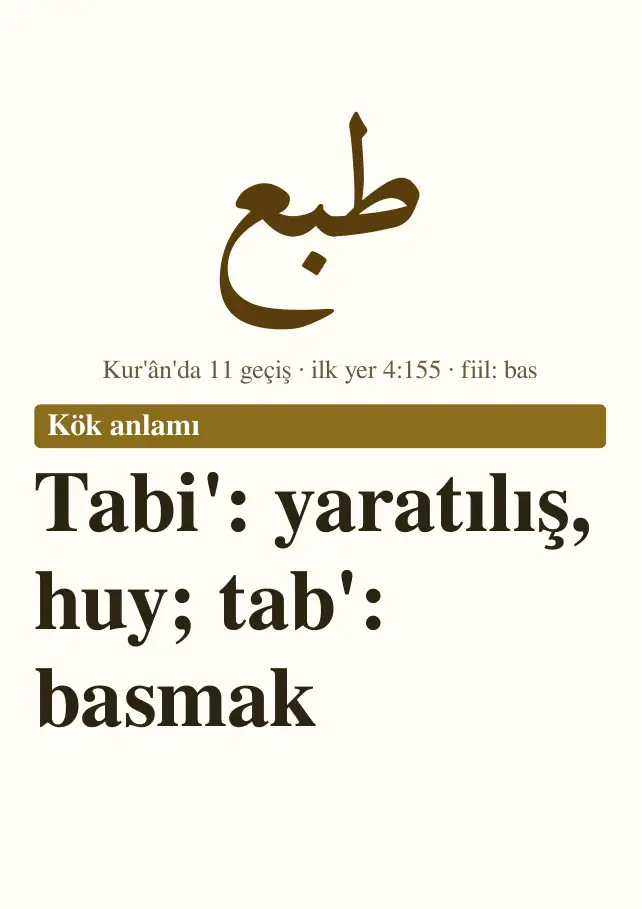 طبع
Kur'ân'da 11 geçiş · ilk yer 4:155 · fiil: bas
Kök anlamı
Tabi': yaratılış,
huy; tab':
basmak